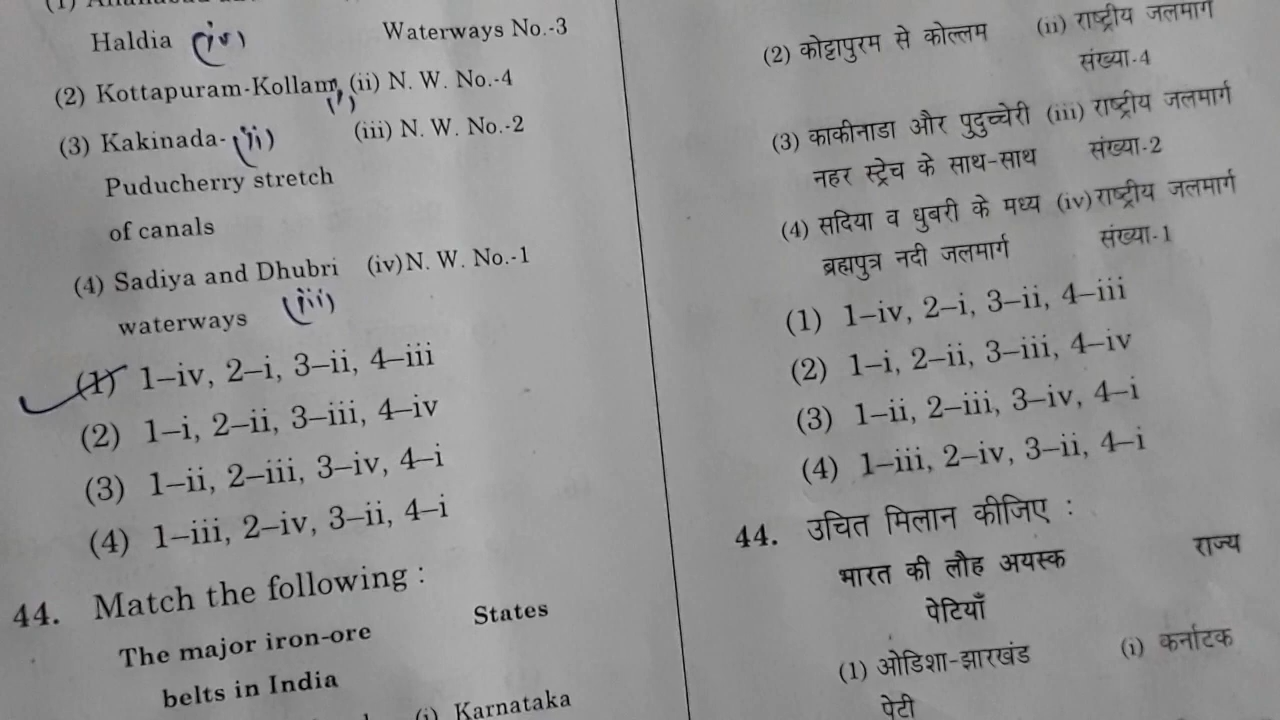 Haldia (iv) Waterways No.-3
(2) Kottapuram-Kollam (ii) N. W. No.-4
(i)
(3) Kakinada- (ii) (iii) N. W. No.-2
Puducherry stretch
of canals
(4) Sadiya and Dhubri (iv) N. W. No.-1
waterways (iii)
(1) 1–iv, 2–i, 3–ii, 4–iii
(2) 1–i, 2–ii, 3–iii, 4–iv
(3) 1–ii, 2–iii, 3–iv, 4–i
(4) 1–iii, 2–iv, 3–ii, 4–i
44. Match the following :
The major iron-ore States
belts in India
(i) Karnataka
(2) कोट्टापुरम से कोल्लम (ii) राष्ट्रीय जलमार्ग
संख्या-4
(3) काकीनाडा और पुदुच्चेरी (iii) राष्ट्रीय जलमार्ग
नहर स्ट्रेच के साथ-साथ संख्या-2
(4) सदिया व धुबरी के मध्य (iv) राष्ट्रीय जलमार्ग
ब्रह्मपुत्र नदी जलमार्ग संख्या-1
(1) 1–iv, 2–i, 3–ii, 4–iii
(2) 1–i, 2–ii, 3–iii, 4–iv
(3) 1–ii, 2–iii, 3–iv, 4–i
(4) 1–iii, 2–iv, 3–ii, 4–i
44. उचित मिलान कीजिए :
भारत की लौह अयस्क राज्य
पेटियाँ
(1) ओडिशा-झारखंड (i) कर्नाटक
पेटी